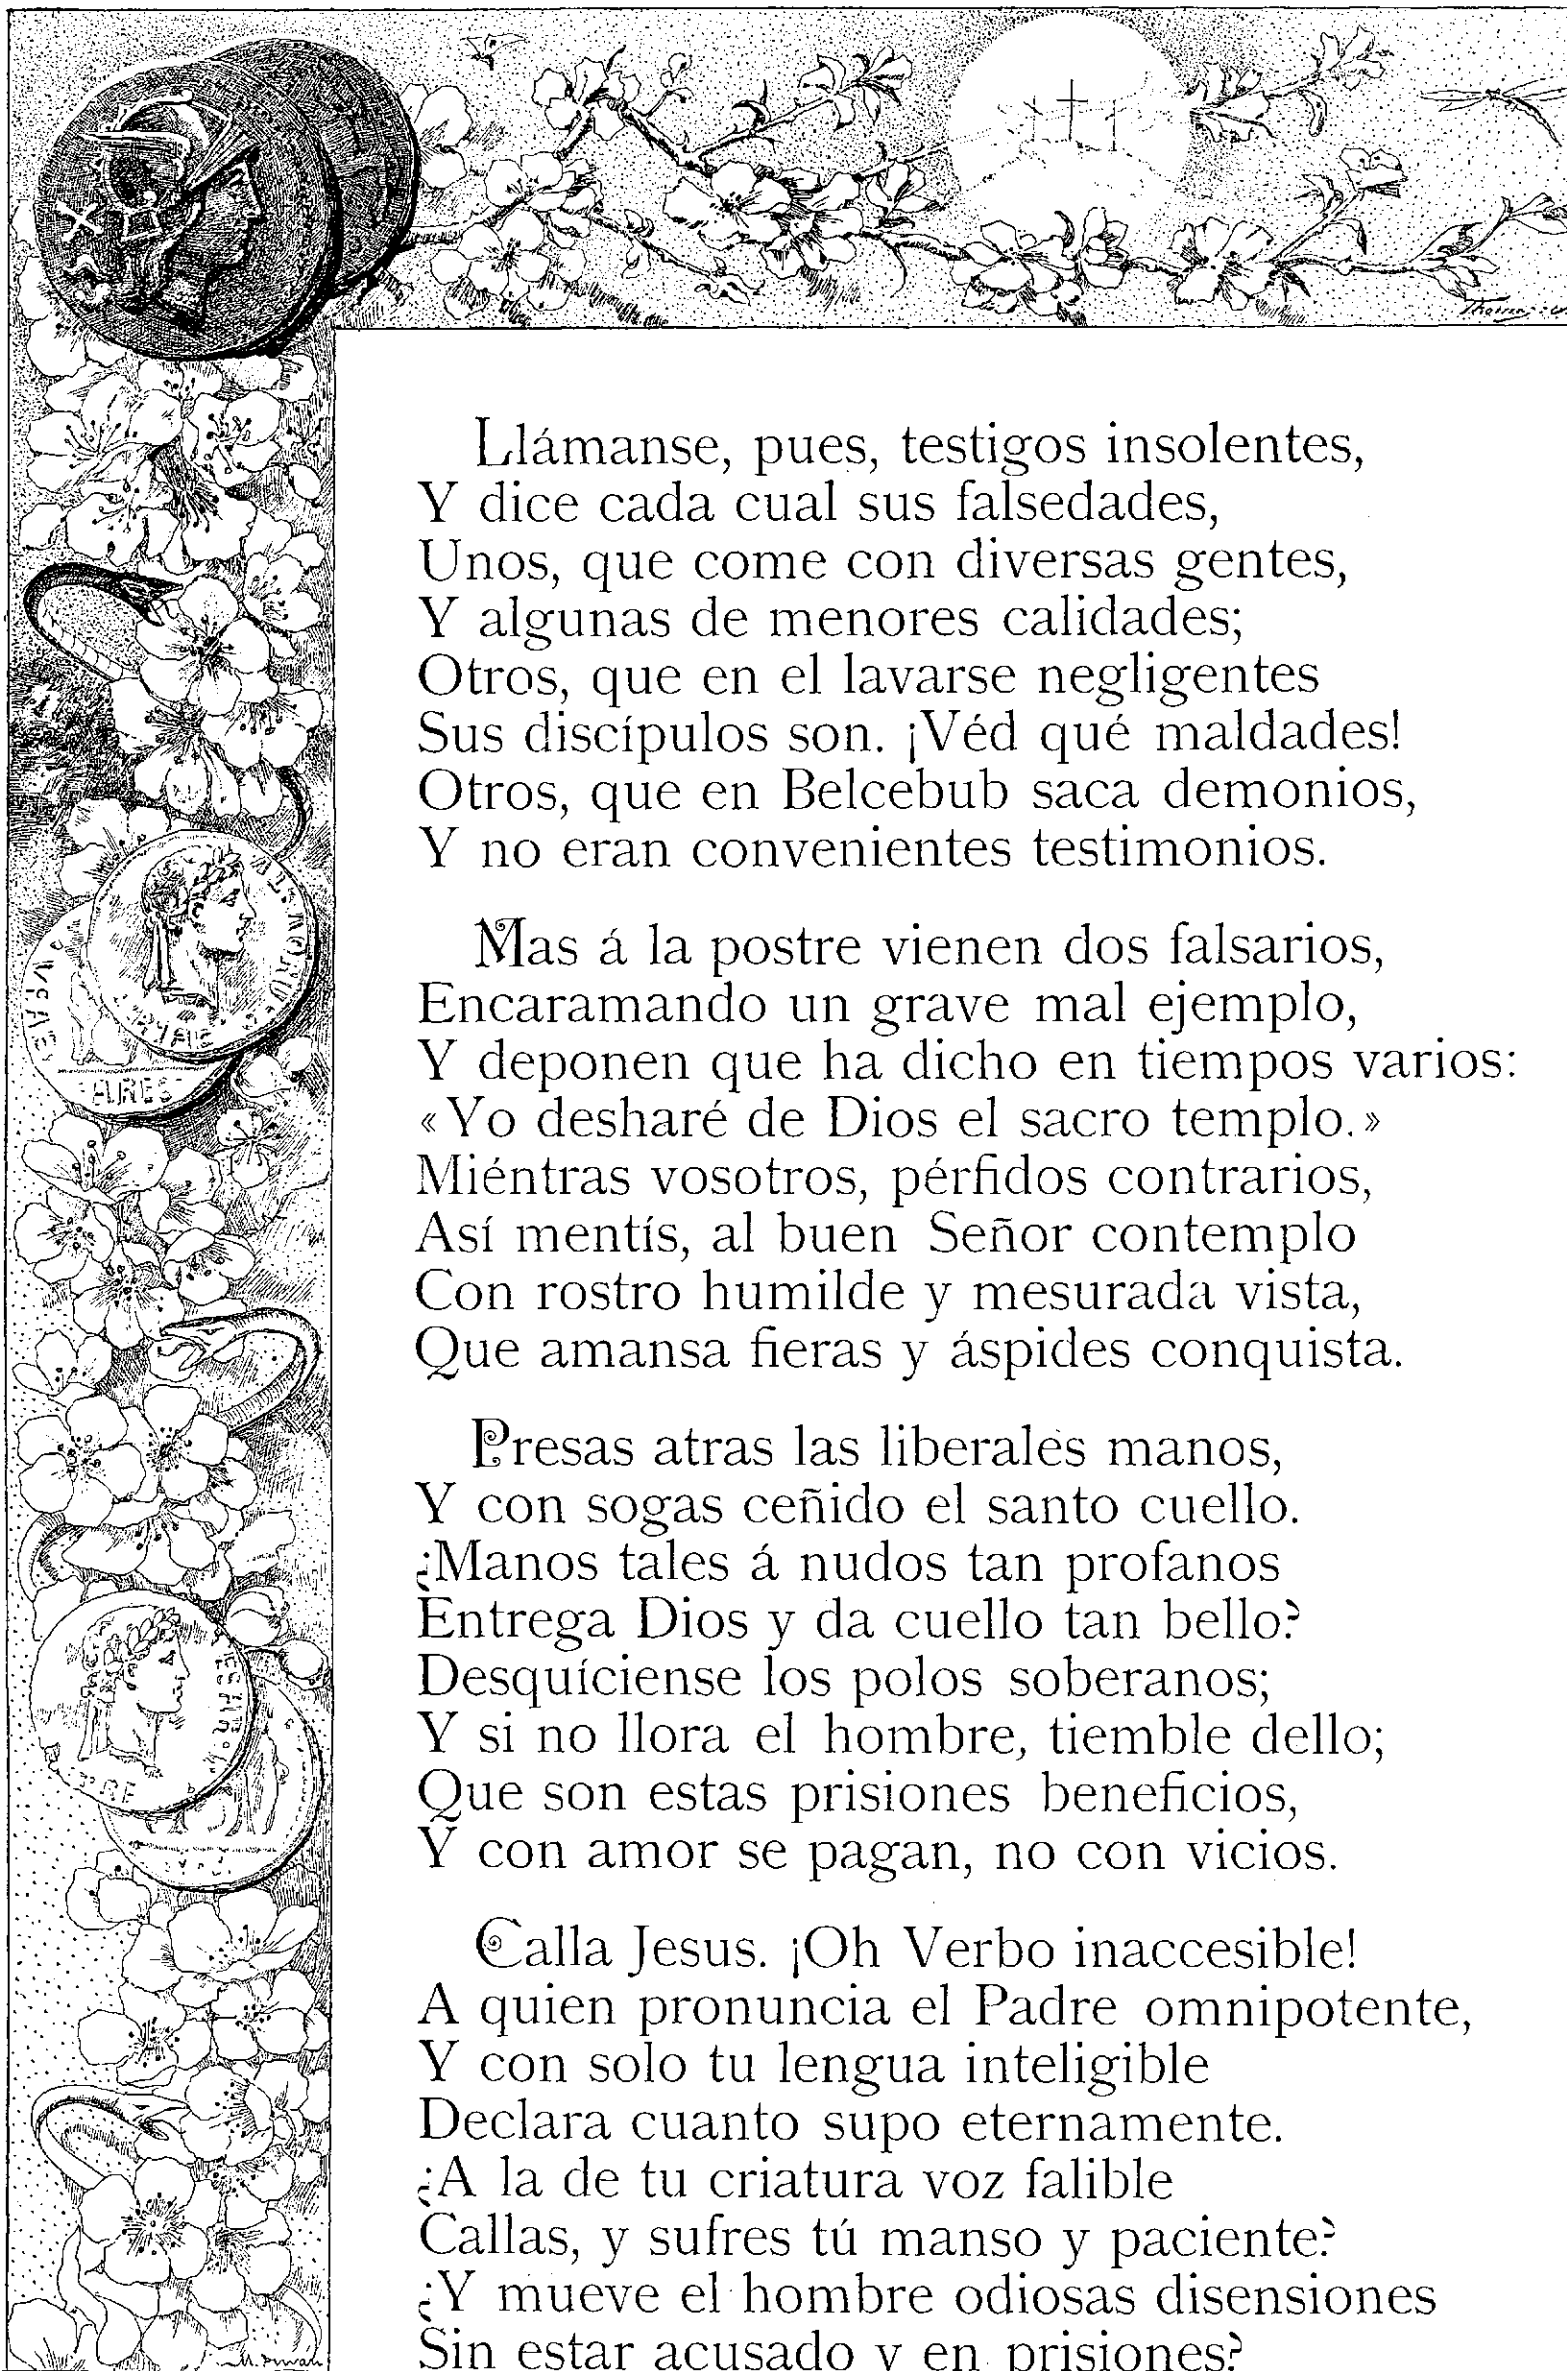 Llámanse, pues, testigos insolentes,
Y dice cada cual sus falsedades,
Unos, que come con diversas gentes,
Y algunas de menores calidades;
Otros, que en el lavarse negligentes
Sus discípulos son. ¡Véd qué maldades!
Otros, que en Belcebub saca demonios,
Y no eran convenientes testimonios.
Mas á la postre vienen dos falsarios,
Encaramando un grave mal ejemplo,
Y deponen que ha dicho en tiempos varios:
«Yo desharé de Dios el sacro templo.»
Miéntras vosotros, pérfidos contrarios,
Así mentís, al buen Señor contemplo
Con rostro humilde y mesurada vista,
Que amansa fieras y áspides conquista.
Presas atras las liberales manos,
Y con sogas ceñido el santo cuello.
¿Manos tales á nudos tan profanos
Entrega Dios y da cuello tan bello?
Desquíciense los polos soberanos;
Y si no llora el hombre, tiemble dello;
Que son estas prisiones beneficios,
Y con amor se pagan, no con vicios.
Calla Jesus. ¡Oh Verbo inaccesible!
A quien pronuncia el Padre omnipotente,
Y con solo tu lengua inteligible
Declara cuanto supo eternamente.
¿A la de tu criatura voz falible
Callas, y sufres tú manso y paciente?
¿Y mueve el hombre odiosas disensiones
Sin estar acusado y en prisiones?